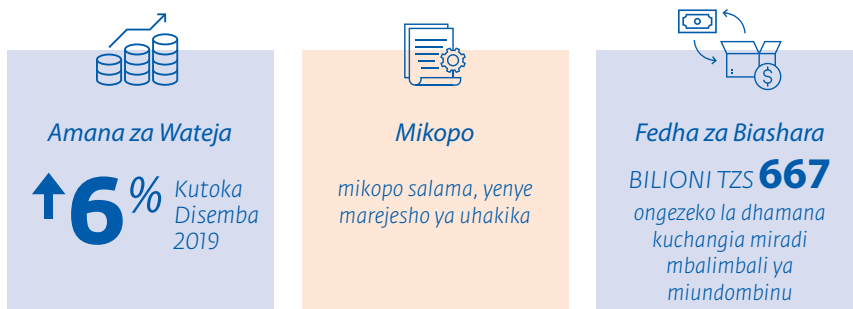 Amana za Wateja
6% Kutoka
Disemba
2019
Mikopo
mikopo salama, yenye
marejesho ya uhakika
Fedha za Biashara
BILIONI TZS 667
ongezeko la dhamana
kuchangia miradi
mbalimbali ya
miundombinu